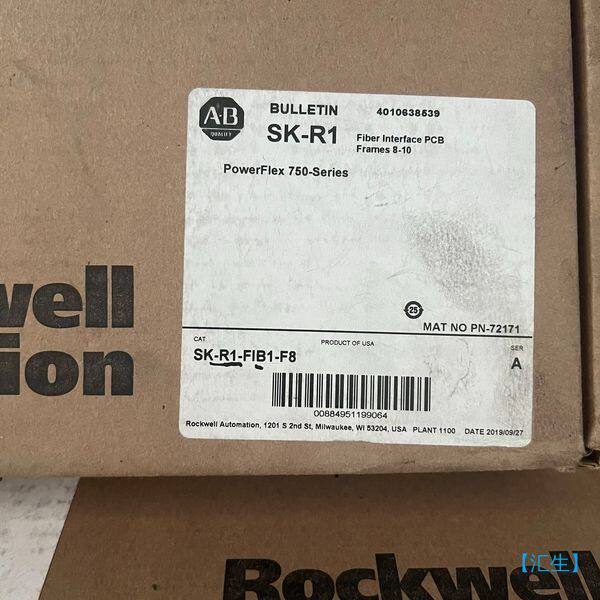 A-B
QUALITY
BULLETIN
4010638539
SK-R1
Fiber Interface PCB
Frames 8-10
PowerFlex 750-Series
25
MAT NO PN-72171
CAT.
PRODUCT OF USA
SER
SK-R1-FIB1-F8
A
00884951199064
Rockwell Automation, 1201 S 2nd St, Milwaukee, WI 53204, USA PLANT 1100 DATE 2019/09/27
well
ion
【汇生】
Rockwell